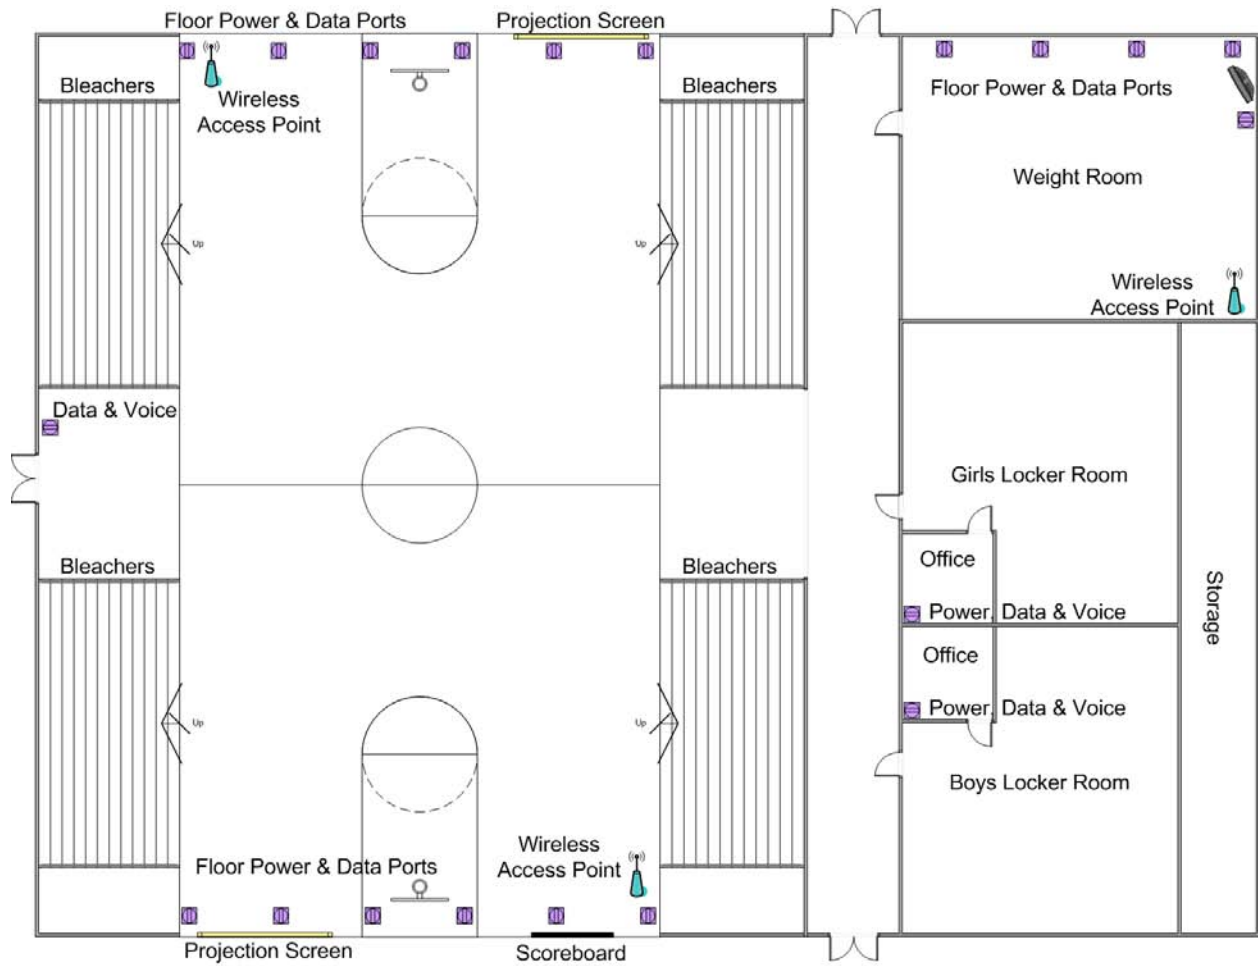 Floor Power & Data Ports
Projection Screen
Bleachers
Wireless
Access Point
Bleachers
Floor Power & Data Ports
Weight Room
Up
Up
Wireless
Access Point
Data & Voice
Girls Locker Room
Bleachers
Bleachers
Office
Power, Data & Voice
Storage
Office
Power, Data & Voice
Up
Up
Boys Locker Room
Wireless
Access Point
Floor Power & Data Ports
Projection Screen
Scoreboard